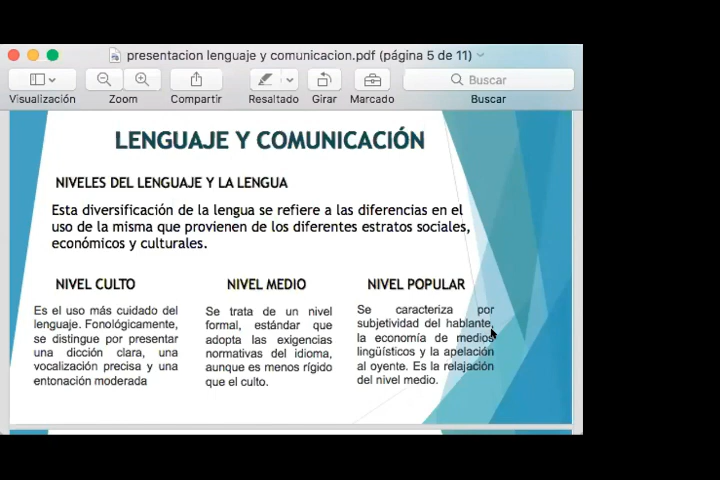 presentacion lenguaje y comunicacion.pdf (página 5 de 11)
Buscar
Visualización Zoom Compartir Resaltado Girar Marcado Buscar
LENGUAJE Y COMUNICACIÓN
NIVELES DEL LENGUAJE Y LA LENGUA
Esta diversificación de la lengua se refiere a las diferencias en el
uso de la misma que provienen de los diferentes estratos sociales,
económicos y culturales.
NIVEL CULTO
Es el uso más cuidado del
lenguaje. Fonológicamente,
se distingue por presentar
una dicción clara, una
vocalización precisa y una
entonación moderada
NIVEL MEDIO
Se trata de un nivel
formal, estándar que
adopta las exigencias
normativas del idioma,
aunque es menos rígido
que el culto.
NIVEL POPULAR
Se caracteriza por
subjetividad del hablante,
la economía de medios
lingüísticos y la apelación
al oyente. Es la relajación
del nivel medio.